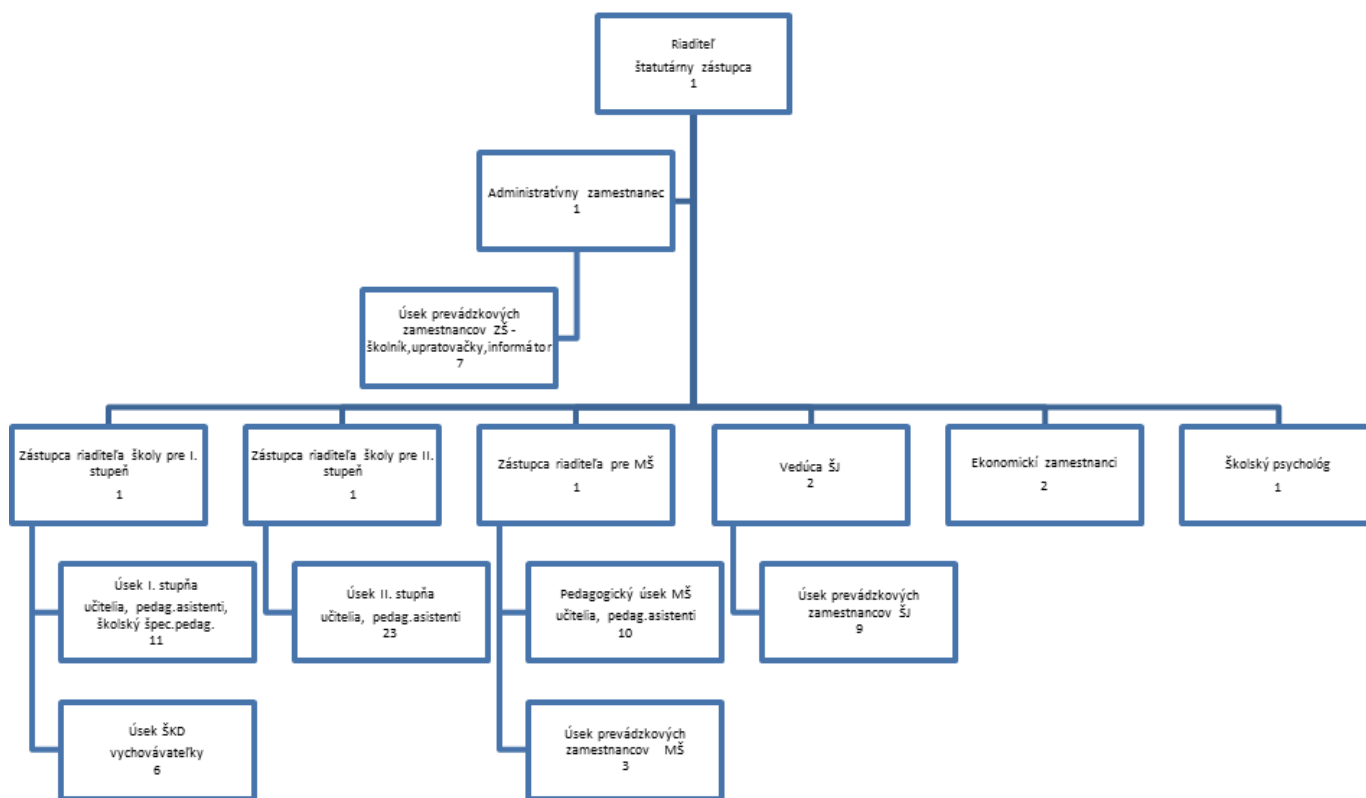 Riaditeľ
štatutárny zástupca
1
Administratívny zamestnanec
1
Úsek prevádzkových
zamestnancov ZŠ -
školník,upratovačky,informátor
7
Zástupca riaditeľa školy pre I.
stupeň
1
Zástupca riaditeľa školy pre II.
stupeň
1
Zástupca riaditeľa pre MŠ
1
Vedúca ŠJ
2
Ekonomickí zamestnanci
2
Školský psychológ
1
Úsek I. stupňa
učitelia, pedag.asistenti,
školský špec.pedag.
11
Úsek II. stupňa
učitelia, pedag.asistenti
23
Pedagogický úsek MŠ
učitelia, pedag.asistenti
10
Úsek prevádzkových
zamestnancov ŠJ
9
Úsek ŠKD
vychovávateľky
6
Úsek prevádzkových
zamestnancov MŠ
3